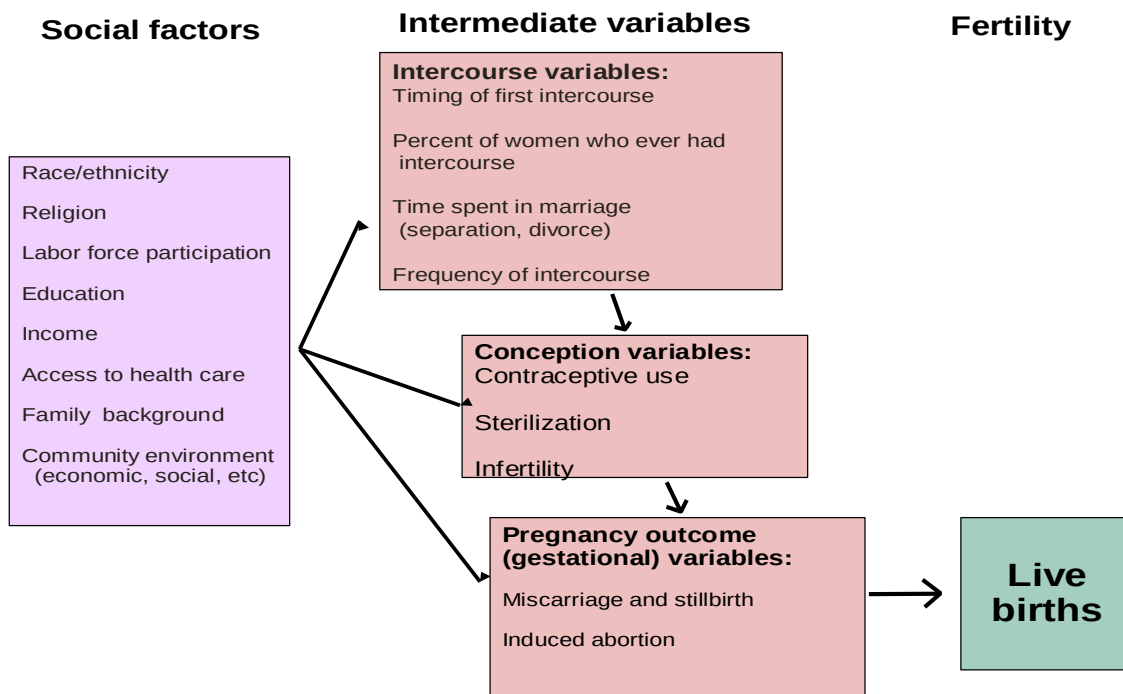 Social factors
Intermediate variables
Fertility
Race/ethnicity
Religion
Labor force participation
Education
Income
Access to health care
Family background
Community environment
(economic, social, etc)
Intercourse variables:
Timing of first intercourse
Percent of women who ever had
intercourse
Time spent in marriage
(separation, divorce)
Frequency of intercourse
Conception variables:
Contraceptive use
Sterilization
Infertility
Pregnancy outcome
(gestational) variables:
Miscarriage and stillbirth
Induced abortion
Live
births